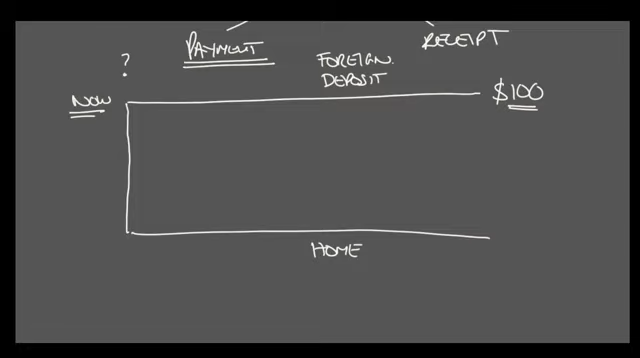 PAYMENT
RECEIPT
?
FOREIGN.
DEPOSIT
NOW
$100
HOME